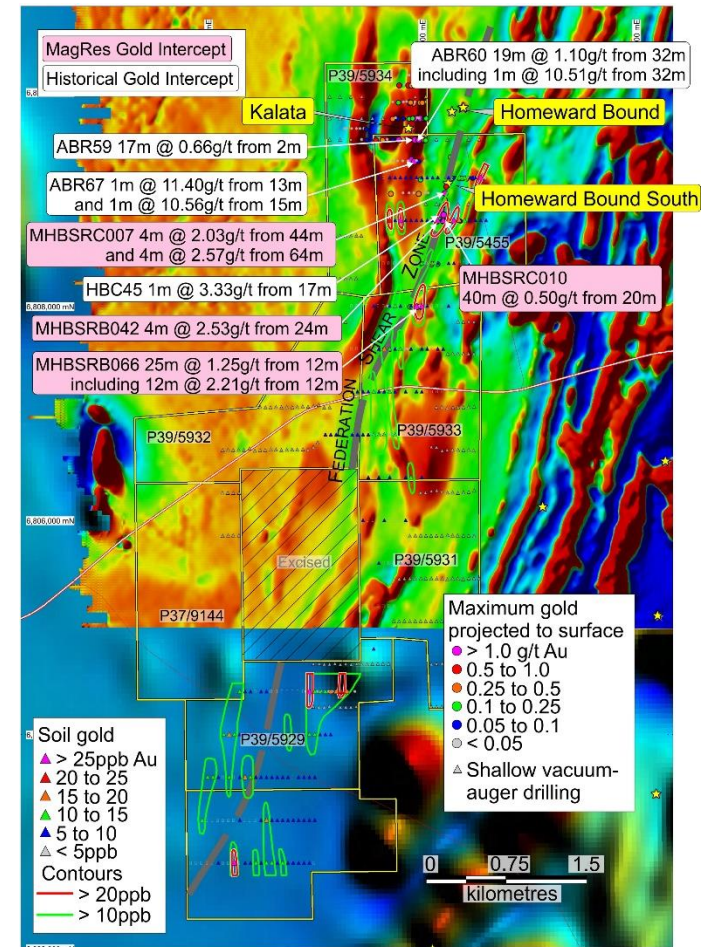 MagRes Gold Intercept
Historical Gold Intercept
P39/5934
ABR60 19m @ 1.10g/t from 32m
including 1m @ 10.51g/t from 32m
Kalata
Homeward Bound
ABR59 17m @ 0.66g/t from 2m
ABR67 1m @ 11.40g/t from 13m
and 1m @ 10.56g/t from 15m
Homeward Bound South
MHBSRC007 4m @ 2.03g/t from 44m
and 4m @ 2.57g/t from 64m
P39/5455
MHBSRC010
40m @ 0.50g/t from 20m
HBC45 1m @ 3.33g/t from 17m
6,808,000 mN
MHBSRB042 4m @ 2.53g/t from 24m
MHBSRB066 25m @ 1.25g/t from 12m
including 12m @ 2.21g/t from 12m
FEDERATION SHEAR ZONE
P39/5932
P39/5933
6,806,000 mN
Excised
P39/5931
P37/9144
Maximum gold
projected to surface
> 1.0 g/t Au
0.5 to 1.0
0.25 to 0.5
0.1 to 0.25
0.05 to 0.1
< 0.05
Shallow vacuum-
auger drilling
P39/5929
Soil gold
> 25ppb Au
20 to 25
15 to 20
10 to 15
5 to 10
< 5ppb
Contours
> 20ppb
> 10ppb
0 0.75 1.5
kilometres